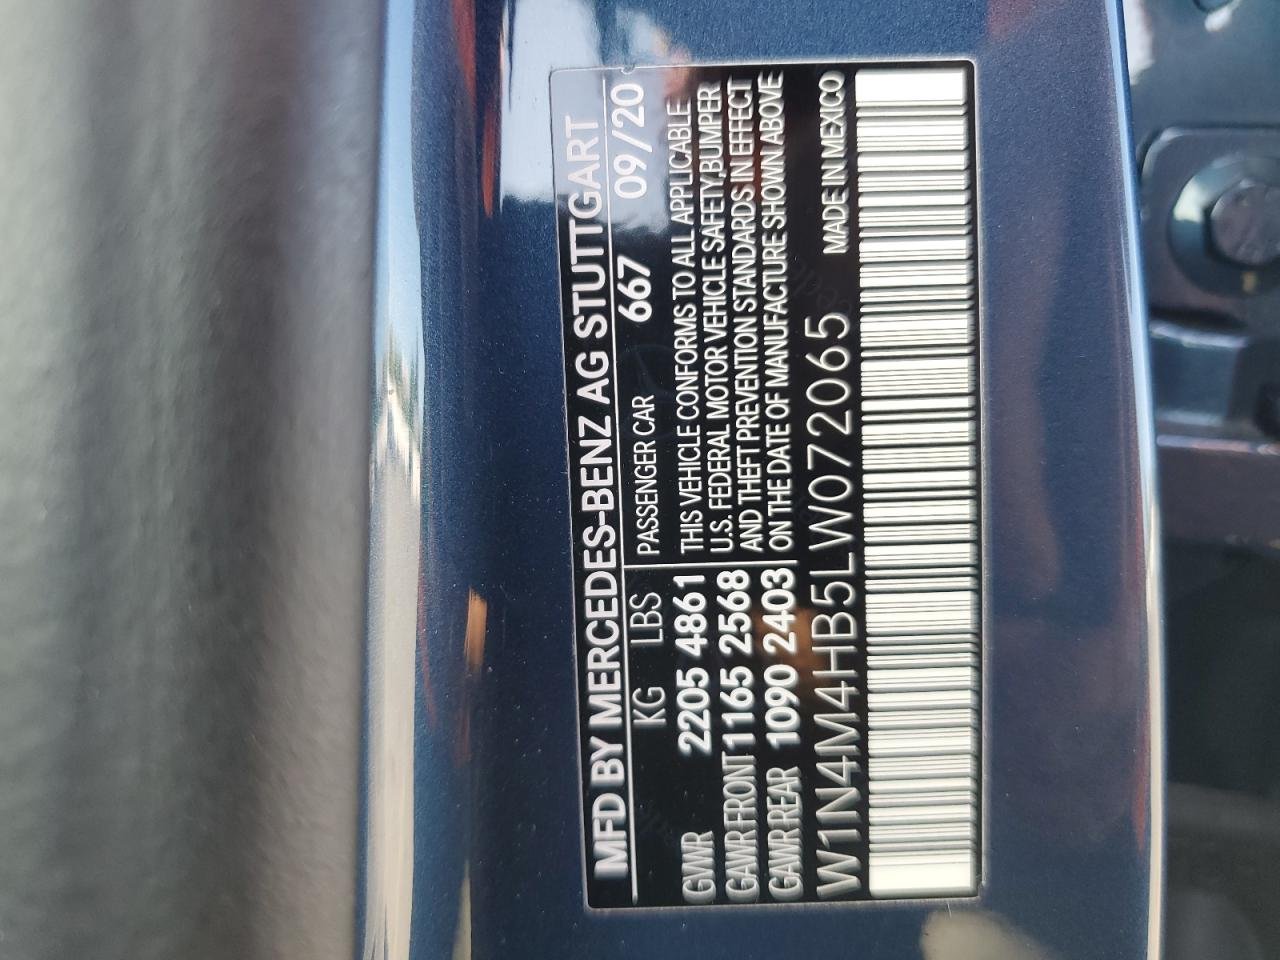 MFD BY MERCEDES-BENZ AG STUTTGART
KG LBS PASSENGER CAR 667 09/20
GWR 2205 4861 THIS VEHICLE CONFORMS TO ALL APPLICABLE
GAWR FRONT 1165 2568 U.S. FEDERAL MOTOR VEHICLE SAFETY,BUMPER
GAWR REAR 1090 2403 AND THEFT PREVENTION STANDARDS IN EFFECT
ON THE DATE OF MANUFACTURE SHOWN ABOVE
W1N4M4HB5LW072065 MADE IN MEXICO